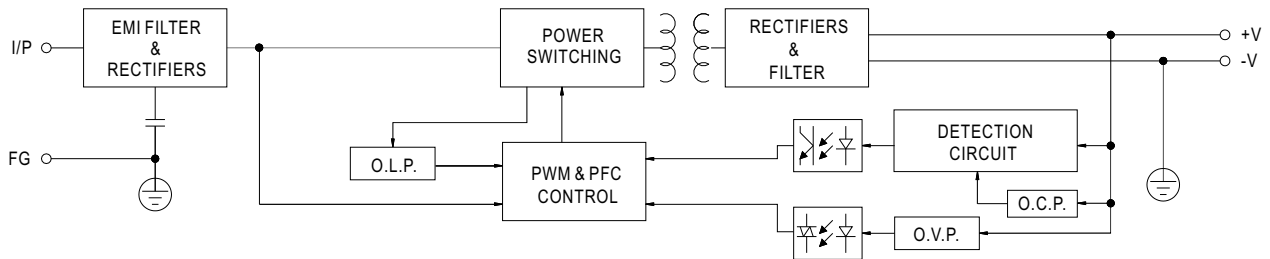 I/P
EMI FILTER
&
RECTIFIERS
POWER
SWITCHING
RECTIFIERS
&
FILTER
+V
-V
FG
O.L.P.
PWM & PFC
CONTROL
DETECTION
CIRCUIT
O.C.P.
O.V.P.